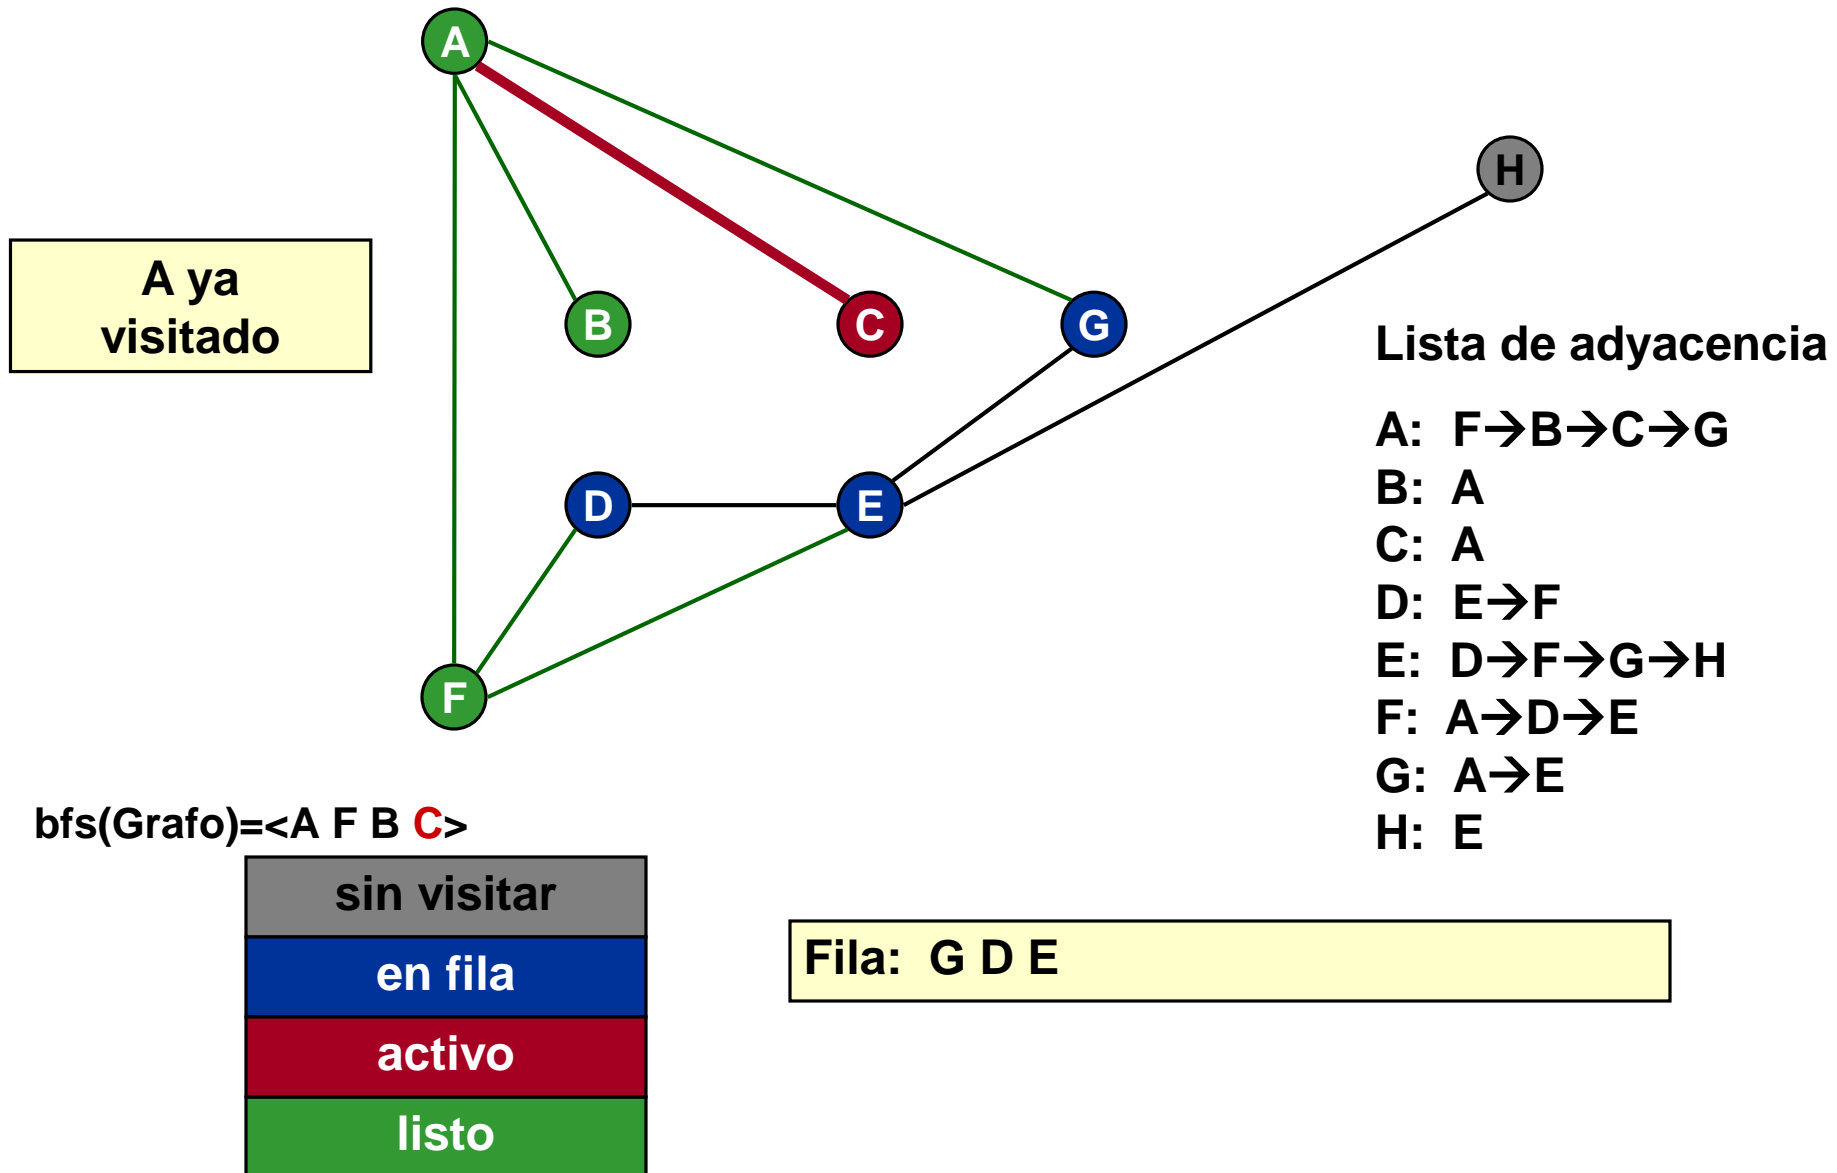 A
H
A ya
visitado
B
C
G
Lista de adyacencia
A: F→B→C→G
B: A
C: A
D
E
D: E→F
E: D→F→G→H
F
F: A→D→E
G: A→E
H: E
bfs(Grafo)=<A F B C>
sin visitar
en fila
activo
listo
Fila: G D E